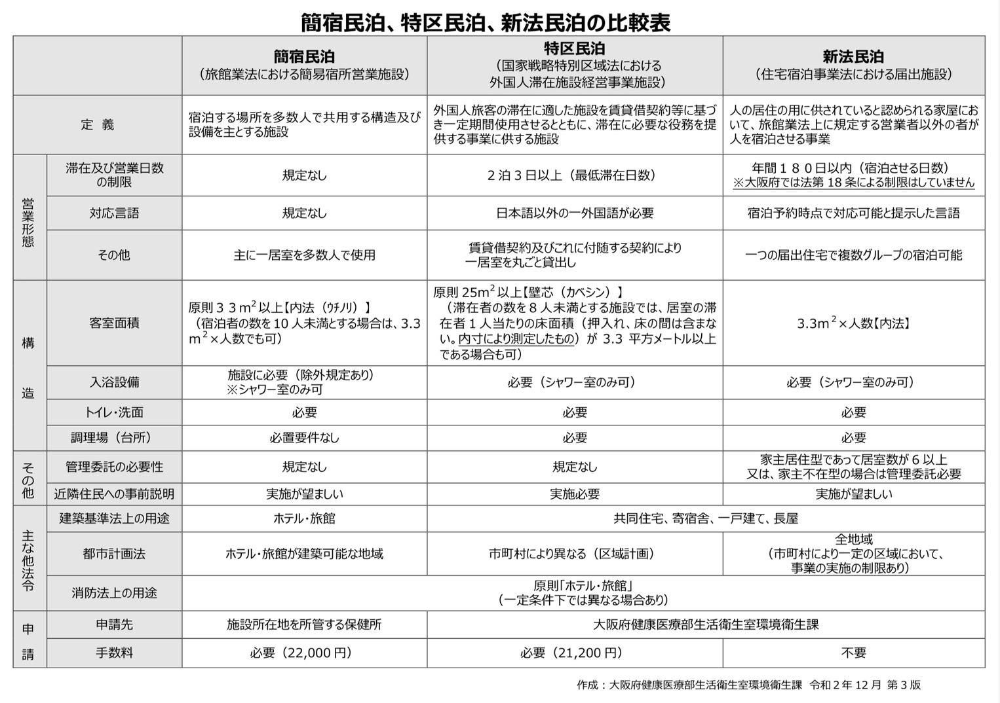 簡宿民泊、特区民泊、新法民泊の比較表
簡宿民泊
（旅館業法における簡易宿所営業施設）
特区民泊
（国家戦略特別区域法における
外国人滞在施設経営事業施設）
新法民泊
（住宅宿泊事業法における届出施設）
定　義
宿泊する場所を多数人で共用する構造及び
設備を主とする施設
外国人旅客の滞在に適した施設を賃貸借契約等に基づ
き一定期間使用させるとともに、滞在に必要な役務を提
供する事業に供する施設
人の居住の用に供されていると認められる家屋にお
いて、旅館業法上に規定する営業者以外の者が
人を宿泊させる事業
営業形態
滞在及び営業日数
の制限
規定なし
２泊３日以上（最低滞在日数）
年間１８０日以内（宿泊させる日数）
※大阪府では法第 18 条による制限はしていません
対応言語
規定なし
日本語以外の一外国語が必要
宿泊予約時点で対応可能と提示した言語
その他
主に一居室を多数人で使用
賃貸借契約及びこれに付随する契約により
一居室を丸ごと貸出し
一つの届出住宅で複数グループの宿泊可能
構造
客室面積
原則３３m²以上【内法（ｳﾁﾉﾘ）】
（宿泊者の数を10 人未満とする場合は、3.3
m²×人数でも可）
原則 25m²以上【壁芯（カベシン）】
（滞在者の数を８人未満とする施設では、居室の滞
在者１人当たりの床面積（押入れ、床の間は含まな
い。内寸により測定したもの）が 3.3 平方メートル以上
である場合も可）
3.3m²×人数【内法】
入浴設備
施設に必要（除外規定あり）
※シャワー室のみ可
必要（シャワー室のみ可）
必要（シャワー室のみ可）
トイレ・洗面
必要
必要
必要
調理場（台所）
必置要件なし
必要
必要
その他
管理委託の必要性
規定なし
規定なし
家主居住型であって居室数が６以上
又は、家主不在型の場合は管理委託必要
近隣住民への事前説明
実施が望ましい
実施必要
実施が望ましい
主な他法令
建築基準法上の用途
ホテル・旅館
共同住宅、寄宿舎、一戸建て、長屋
都市計画法
ホテル・旅館が建築可能な地域
市町村により異なる（区域計画）
全地域
（市町村により一定の区域において、
事業の実施の制限あり）
消防法上の用途
原則「ホテル・旅館」
（一定条件下では異なる場合あり）
申請
申請先
施設所在地を所管する保健所
大阪府健康医療部生活衛生室環境衛生課
手数料
必要（22,000 円）
必要（21,200 円）
不要
作成：大阪府健康医療部生活衛生室環境衛生課 令和２年 12 月 第３版